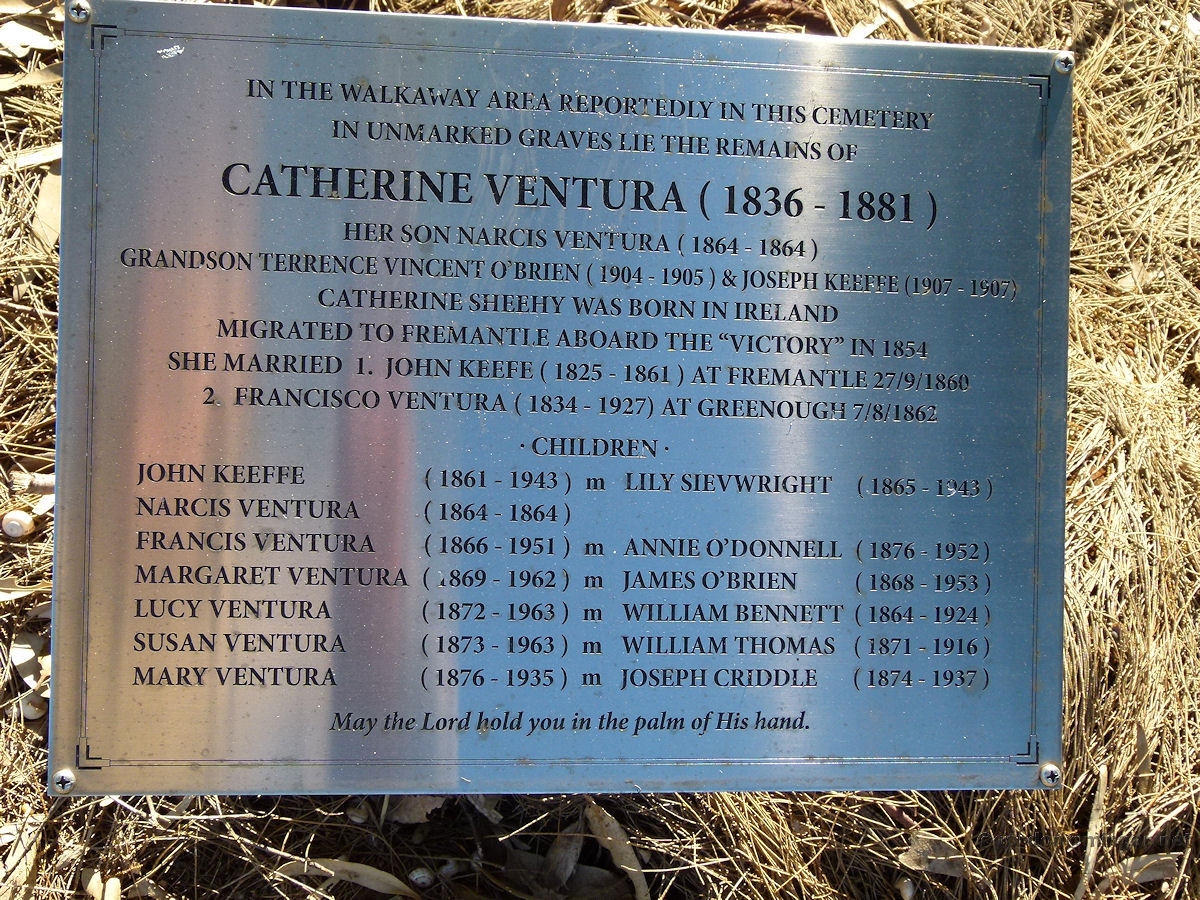 IN THE WALKAWAY AREA REPORTEDLY IN THIS CEMETERY
IN UNMARKED GRAVES LIE THE REMAINS OF
CATHERINE VENTURA ( 1836 - 1881 )
HER SON NARCIS VENTURA ( 1864 - 1864 )
GRANDSON TERRENCE VINCENT O'BRIEN ( 1904 - 1905 ) & JOSEPH KEEFFE (1907 - 1907)
CATHERINE SHEEHY WAS BORN IN IRELAND
MIGRATED TO FREMANTLE ABOARD THE "VICTORY" IN 1854
SHE MARRIED 1. JOHN KEEFE ( 1825 - 1861 ) AT FREMANTLE 27/9/1860
2. FRANCISCO VENTURA ( 1834 - 1927) AT GREENOUGH 7/8/1862
· CHILDREN ·
JOHN KEEFFE ( 1861 - 1943 ) m LILY SIEVWRIGHT ( 1865 - 1943 )
NARCIS VENTURA ( 1864 - 1864 )
FRANCIS VENTURA ( 1866 - 1951 ) m ANNIE O'DONNELL ( 1876 - 1952 )
MARGARET VENTURA ( 1869 - 1962 ) m JAMES O'BRIEN ( 1868 - 1953 )
LUCY VENTURA ( 1872 - 1963 ) m WILLIAM BENNETT ( 1864 - 1924 )
SUSAN VENTURA ( 1873 - 1963 ) m WILLIAM THOMAS ( 1871 - 1916 )
MARY VENTURA ( 1876 - 1935 ) m JOSEPH CRIDDLE ( 1874 - 1937 )
May the Lord hold you in the palm of His hand.